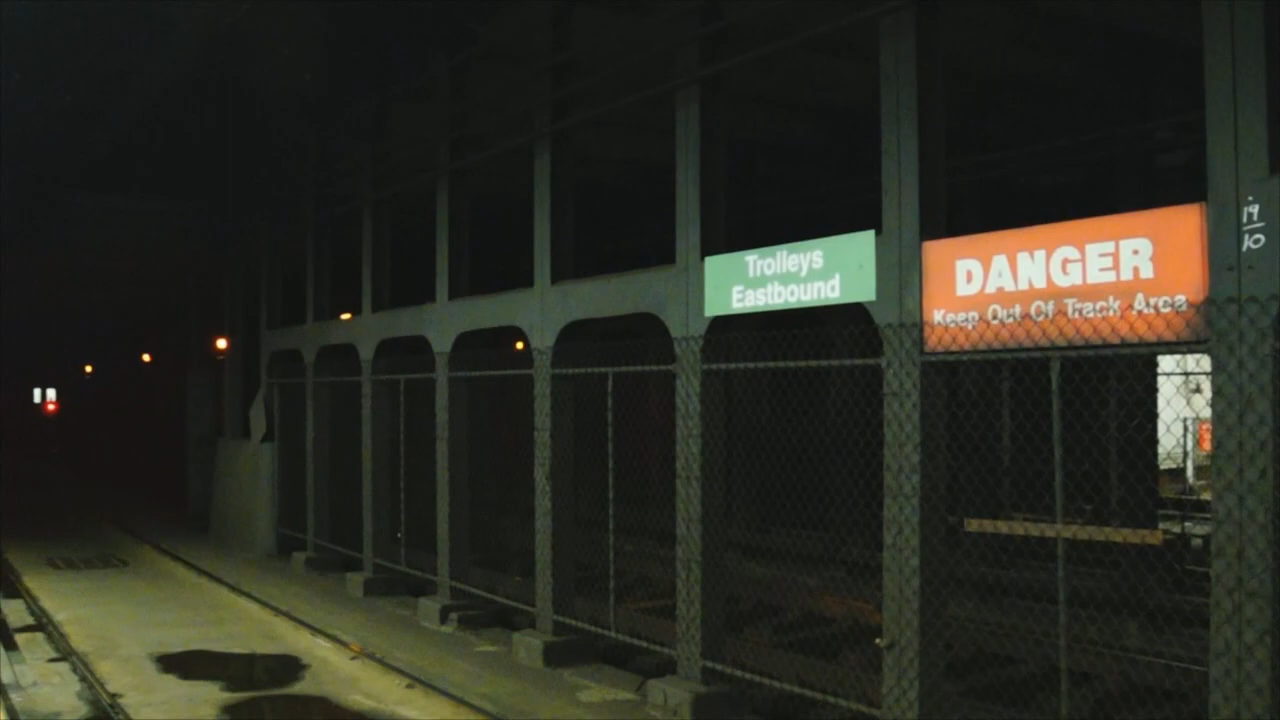 Trolleys
Eastbound
DANGER
Keep Out Of Track Area
19
10